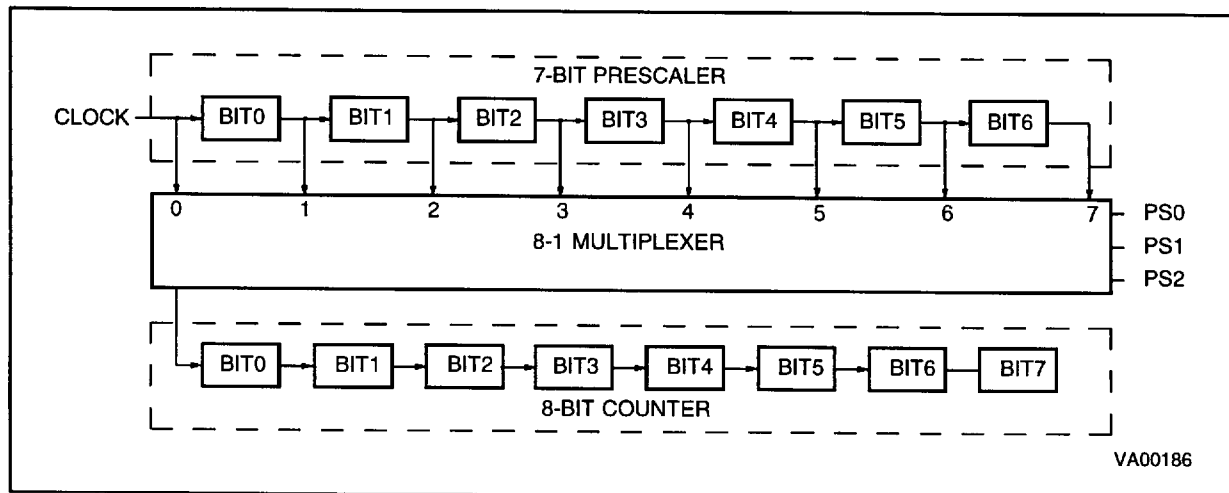 7-BIT PRESCALER
CLOCK BIT0 BIT1 BIT2 BIT3 BIT4 BIT5 BIT6
0 1 2 3 4 5 6 7 PS0
8-1 MULTIPLEXER PS1
PS2
BIT0 BIT1 BIT2 BIT3 BIT4 BIT5 BIT6 BIT7
8-BIT COUNTER
VA00186